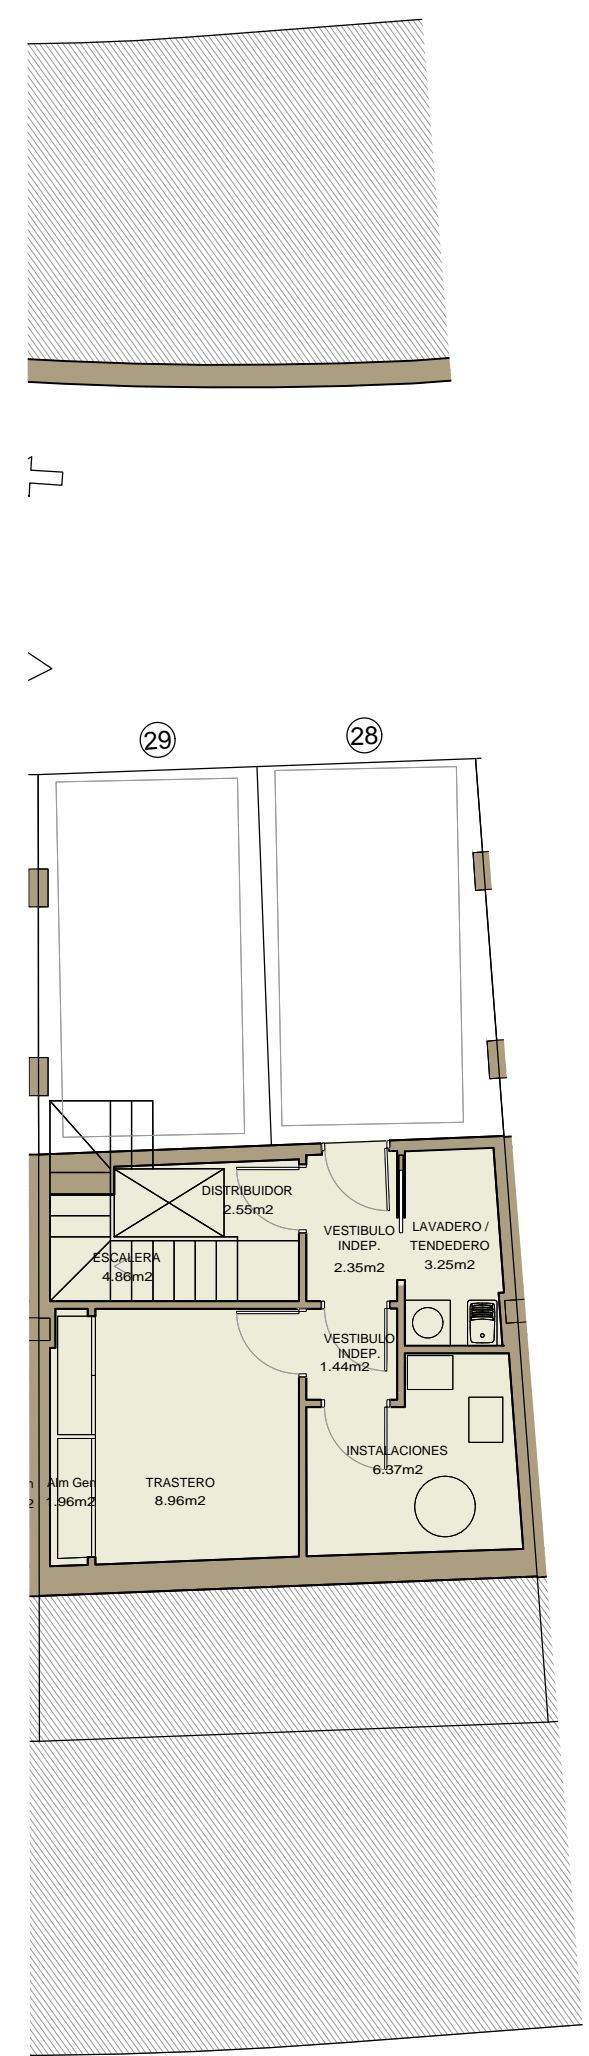 29
28
DISTRIBUIDOR
2.55m2
VESTIBULO
INDEP.
2.35m2
LAVADERO /
TENDEDERO
3.25m2
ESCALERA
4.86m2
VESTIBULO
INDEP.
1.44m2
INSTALACIONES
6.37m2
Alm Gen
1.96m2
TRASTERO
8.96m2